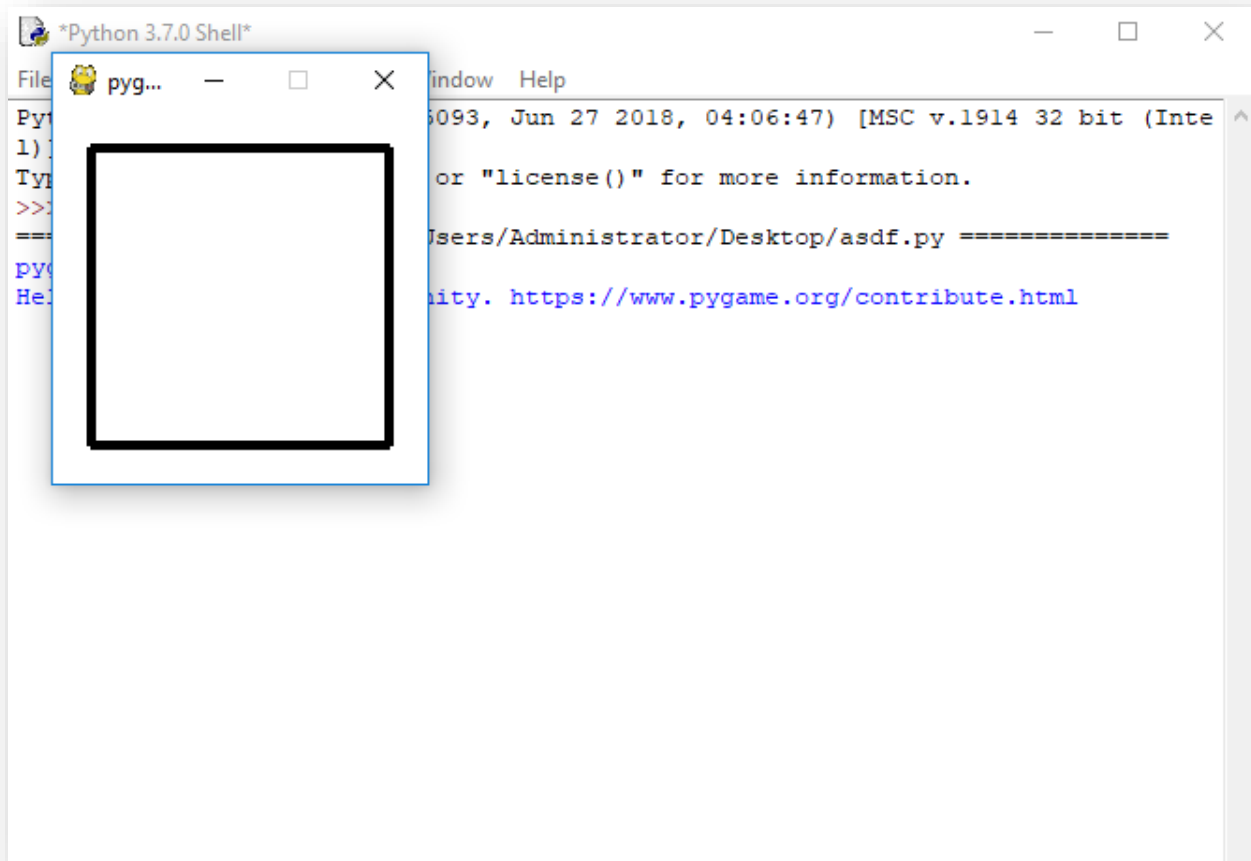 *Python 3.7.0 Shell*
File indow Help
pyg...
Pyt 6093, Jun 27 2018, 04:06:47) [MSC v.1914 32 bit (Inte
l)]
Typ or "license()" for more information.
>>>
=== Users/Administrator/Desktop/asdf.py ==============
pyg
Hel nity. https://www.pygame.org/contribute.html